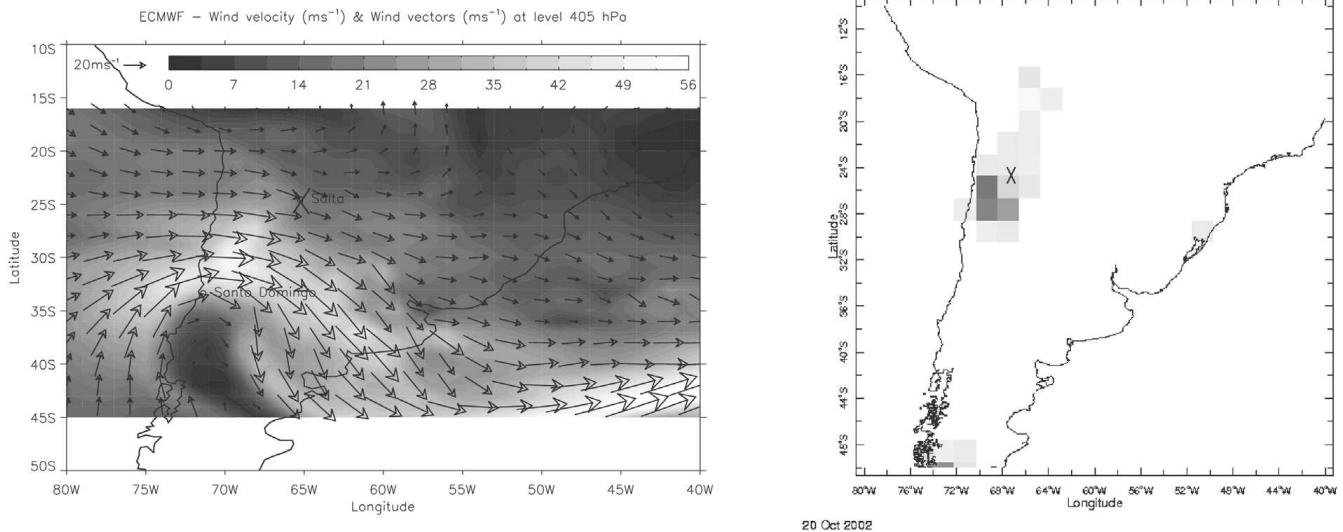 ECMWF – Wind velocity (ms⁻¹) & Wind vectors (ms⁻¹) at level 405 hPa
10S
15S
20S
25S
30S
35S
40S
45S
50S
Latitude
20ms⁻¹
0 7 14 21 28 35 42 49 56
Salta
Santo Domingo
80W 75W 70W 65W 60W 55W 50W 45W 40W
Longitude
12°S
16°S
20°S
24°S
28°S
32°S
36°S
40°S
44°S
48°S
Latitude
X
80°W 76°W 72°W 68°W 64°W 60°W 56°W 52°W 48°W 44°W 40°W
Longitude
20 Oct 2002